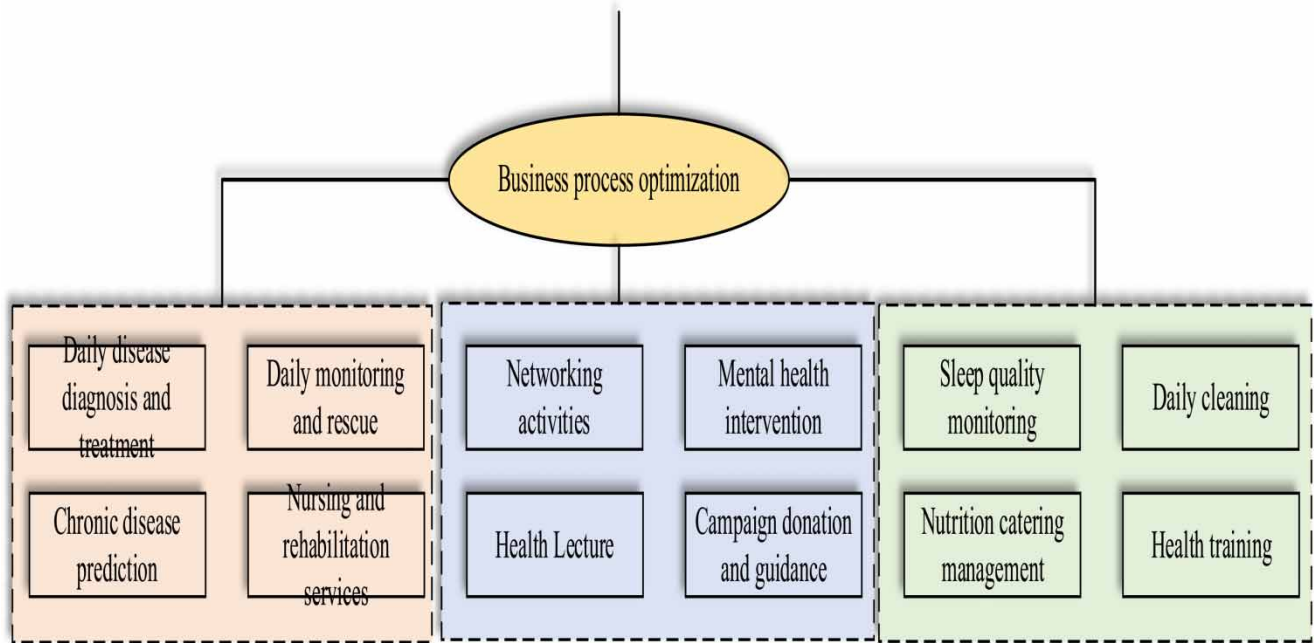 Business process optimization
Daily disease
diagnosis and
treatment
Daily monitoring
and rescue
Chronic disease
prediction
Nursing and
rehabilitation
services
Networking
activities
Mental health
intervention
Health Lecture
Campaign donation
and guidance
Sleep quality
monitoring
Daily cleaning
Nutrition catering
management
Health training